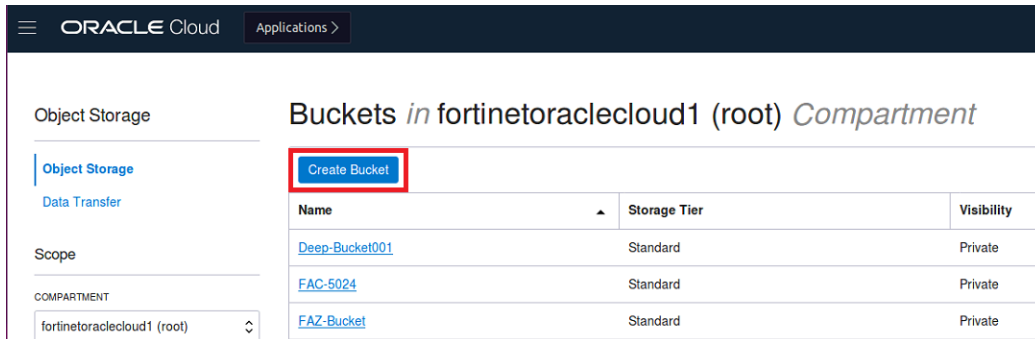 ORACLE Cloud
Applications >
Object Storage
Object Storage
Data Transfer
Scope
COMPARTMENT
fortinetoraclecloud1 (root)
Buckets in fortinetoraclecloud1 (root) Compartment
Create Bucket
Name Storage Tier Visibility
Deep-Bucket001 Standard Private
FAC-5024 Standard Private
FAZ-Bucket Standard Private